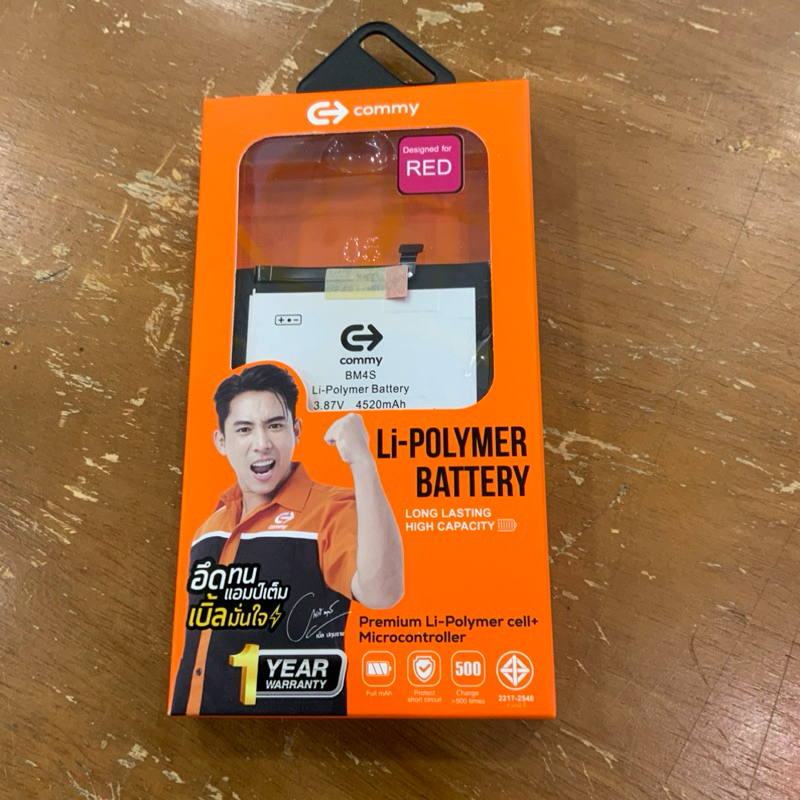 commy
Designed for
RED
commy
BM4S
Li-Polymer Battery
3.87V 4520mAh
Li-POLYMER
BATTERY
LONG LASTING
HIGH CAPACITY
commy
อึด ทน
แอมป์เต็ม
เบิ้ล มั่นใจ
Premium Li-Polymer cell+
Microcontroller
1 YEAR
WARRANTY
Full mAh
Protect
short circuit
500
Charge
>500 times
2217-2548